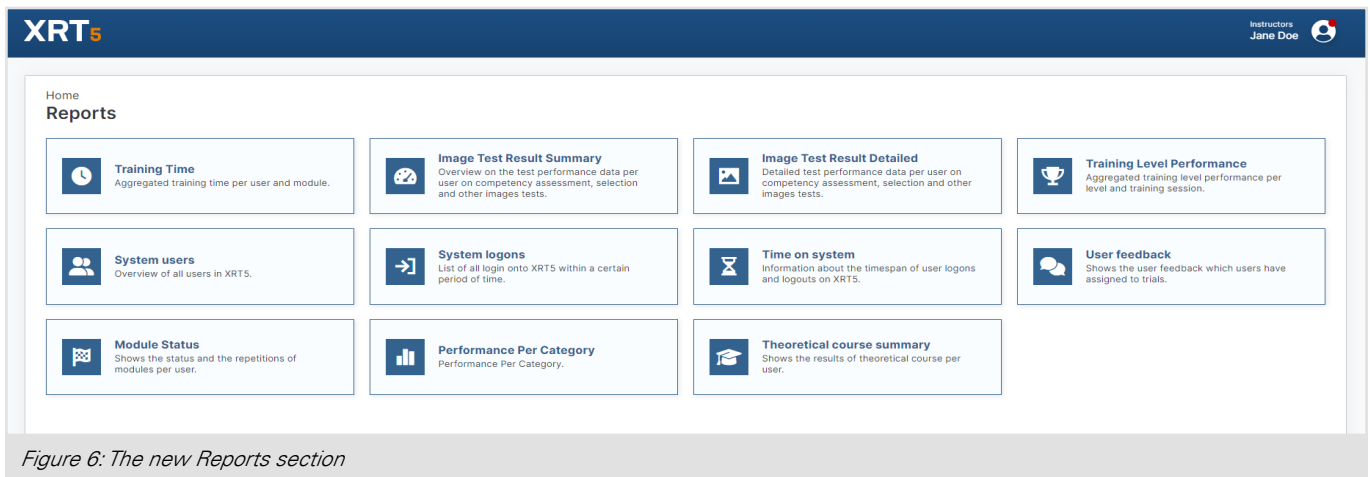 XRT5
Instructors
Jane Doe
Home
Reports
Training Time
Aggregated training time per user and module.
Image Test Result Summary
Overview on the test performance data per
user on competency assessment, selection
and other images tests.
Image Test Result Detailed
Detailed test performance data per user on
competency assessment, selection and other
images tests.
Training Level Performance
Aggregated training level performance per
level and training session.
System users
Overview of all users in XRT5.
System logons
List of all login onto XRT5 within a certain
period of time.
Time on system
Information about the timespan of user logons
and logouts on XRT5.
User feedback
Shows the user feedback which users have
assigned to trials.
Module Status
Shows the status and the repetitions of
modules per user.
Performance Per Category
Performance Per Category.
Theoretical course summary
Shows the results of theoretical course per
user.
Figure 6: The new Reports section